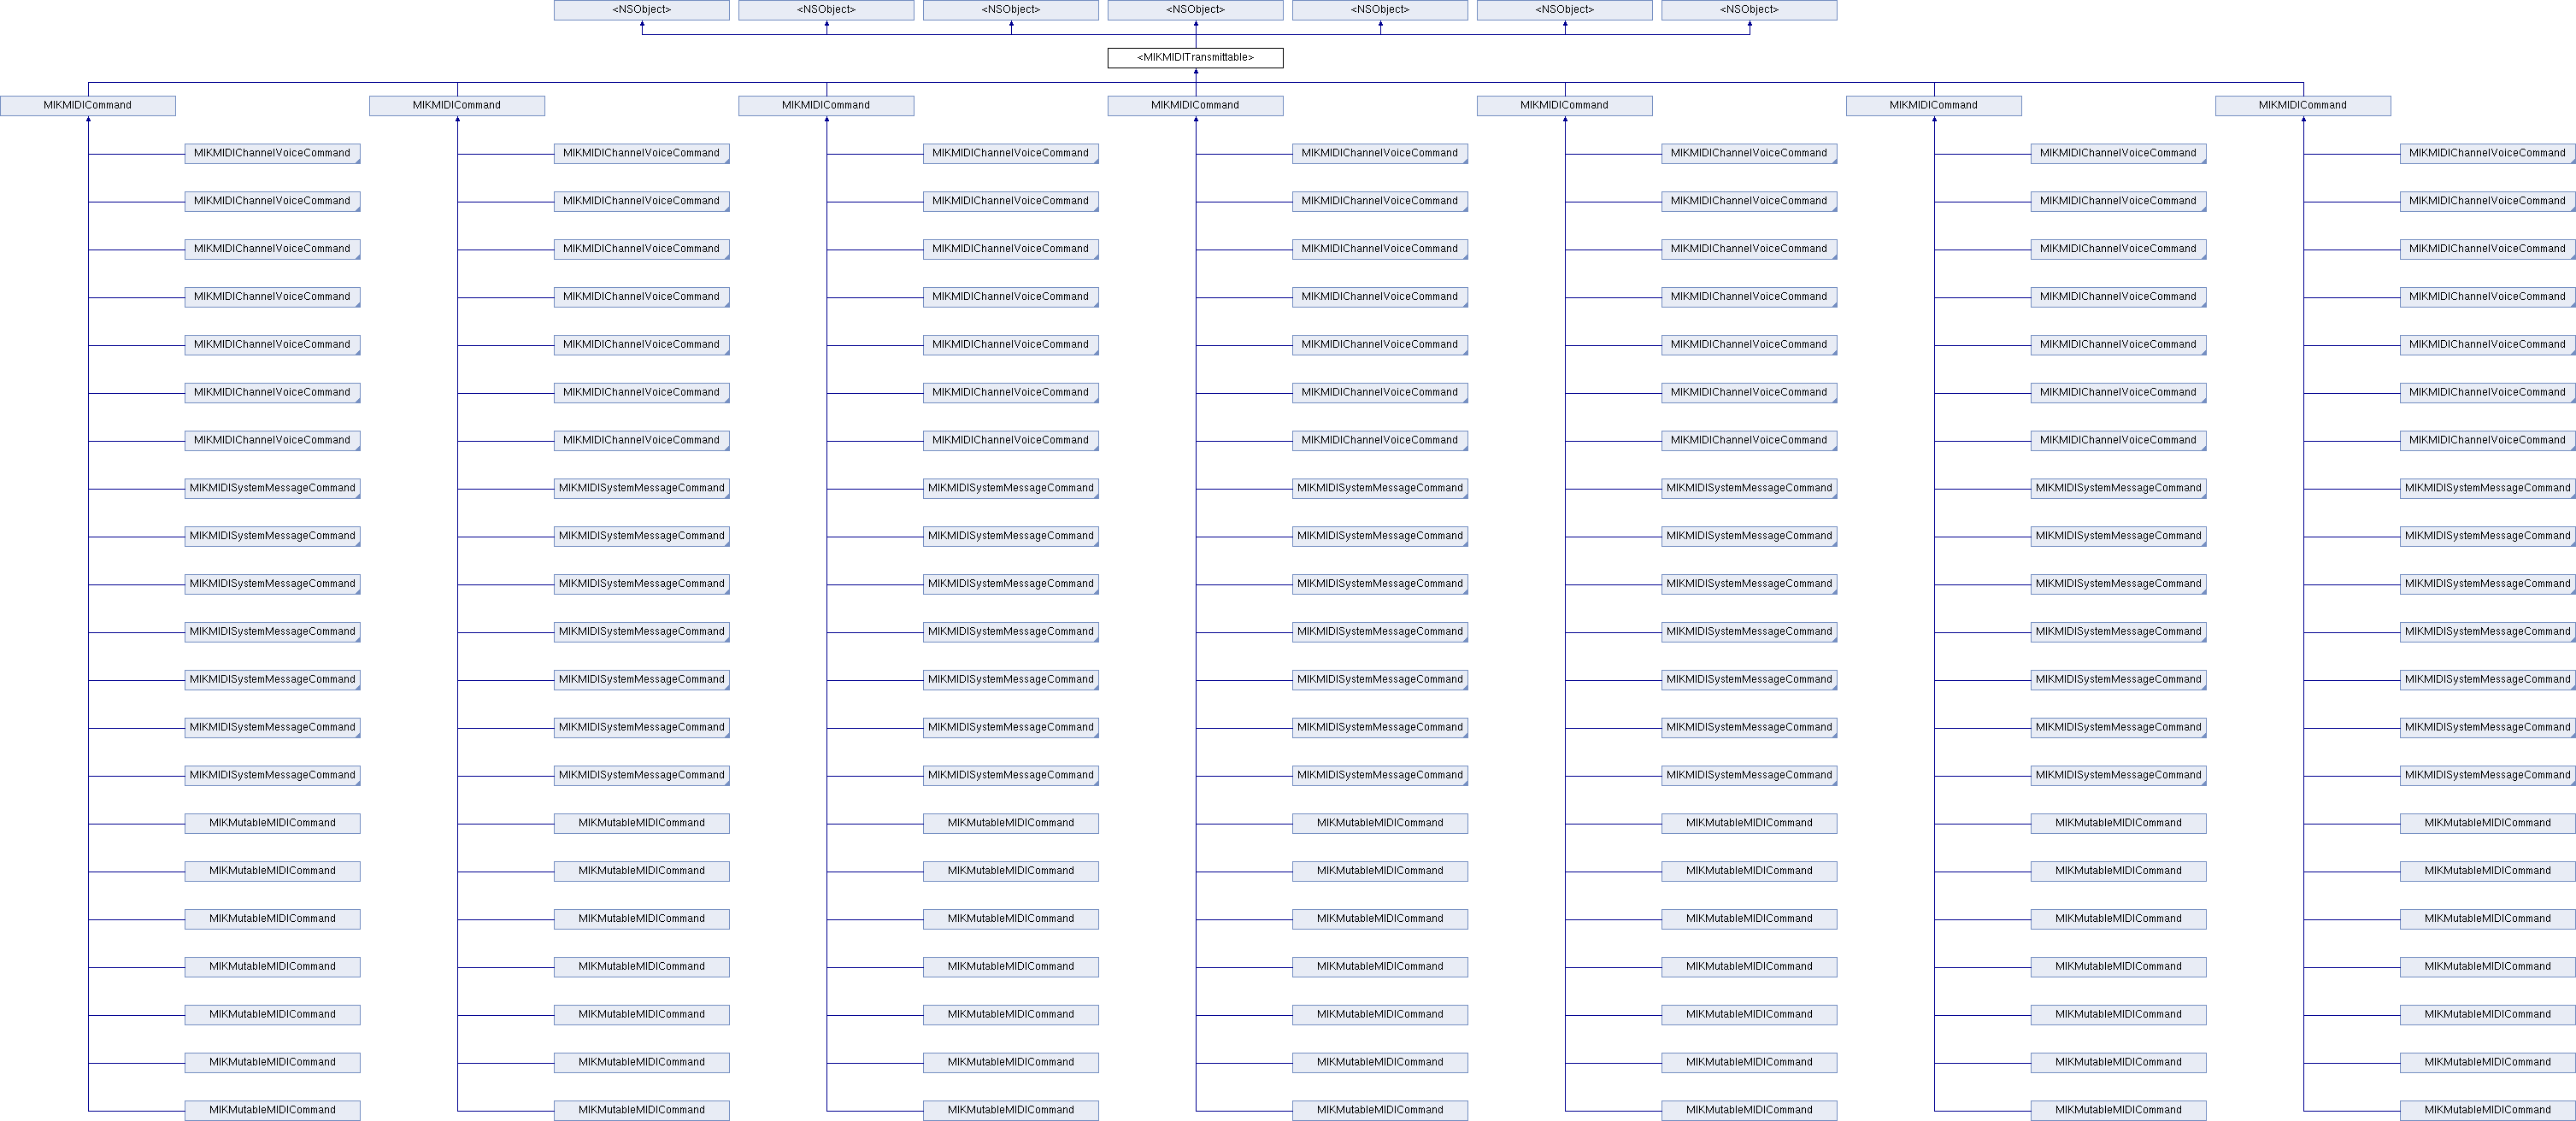 <NSObject> <NSObject> <NSObject> <NSObject> <NSObject> <NSObject> <NSObject>
<MIKMIDITransmittable>
MIKMIDICommand MIKMIDICommand MIKMIDICommand MIKMIDICommand MIKMIDICommand MIKMIDICommand MIKMIDICommand
MIKMIDIChannelVoiceCommand MIKMIDIChannelVoiceCommand MIKMIDIChannelVoiceCommand MIKMIDIChannelVoiceCommand MIKMIDIChannelVoiceCommand MIKMIDIChannelVoiceCommand MIKMIDIChannelVoiceCommand
MIKMIDIChannelVoiceCommand MIKMIDIChannelVoiceCommand MIKMIDIChannelVoiceCommand MIKMIDIChannelVoiceCommand MIKMIDIChannelVoiceCommand MIKMIDIChannelVoiceCommand MIKMIDIChannelVoiceCommand
MIKMIDIChannelVoiceCommand MIKMIDIChannelVoiceCommand MIKMIDIChannelVoiceCommand MIKMIDIChannelVoiceCommand MIKMIDIChannelVoiceCommand MIKMIDIChannelVoiceCommand MIKMIDIChannelVoiceCommand
MIKMIDIChannelVoiceCommand MIKMIDIChannelVoiceCommand MIKMIDIChannelVoiceCommand MIKMIDIChannelVoiceCommand MIKMIDIChannelVoiceCommand MIKMIDIChannelVoiceCommand MIKMIDIChannelVoiceCommand
MIKMIDIChannelVoiceCommand MIKMIDIChannelVoiceCommand MIKMIDIChannelVoiceCommand MIKMIDIChannelVoiceCommand MIKMIDIChannelVoiceCommand MIKMIDIChannelVoiceCommand MIKMIDIChannelVoiceCommand
MIKMIDIChannelVoiceCommand MIKMIDIChannelVoiceCommand MIKMIDIChannelVoiceCommand MIKMIDIChannelVoiceCommand MIKMIDIChannelVoiceCommand MIKMIDIChannelVoiceCommand MIKMIDIChannelVoiceCommand
MIKMIDIChannelVoiceCommand MIKMIDIChannelVoiceCommand MIKMIDIChannelVoiceCommand MIKMIDIChannelVoiceCommand MIKMIDIChannelVoiceCommand MIKMIDIChannelVoiceCommand MIKMIDIChannelVoiceCommand
MIKMIDISystemMessageCommand MIKMIDISystemMessageCommand MIKMIDISystemMessageCommand MIKMIDISystemMessageCommand MIKMIDISystemMessageCommand MIKMIDISystemMessageCommand MIKMIDISystemMessageCommand
MIKMIDISystemMessageCommand MIKMIDISystemMessageCommand MIKMIDISystemMessageCommand MIKMIDISystemMessageCommand MIKMIDISystemMessageCommand MIKMIDISystemMessageCommand MIKMIDISystemMessageCommand
MIKMIDISystemMessageCommand MIKMIDISystemMessageCommand MIKMIDISystemMessageCommand MIKMIDISystemMessageCommand MIKMIDISystemMessageCommand MIKMIDISystemMessageCommand MIKMIDISystemMessageCommand
MIKMIDISystemMessageCommand MIKMIDISystemMessageCommand MIKMIDISystemMessageCommand MIKMIDISystemMessageCommand MIKMIDISystemMessageCommand MIKMIDISystemMessageCommand MIKMIDISystemMessageCommand
MIKMIDISystemMessageCommand MIKMIDISystemMessageCommand MIKMIDISystemMessageCommand MIKMIDISystemMessageCommand MIKMIDISystemMessageCommand MIKMIDISystemMessageCommand MIKMIDISystemMessageCommand
MIKMIDISystemMessageCommand MIKMIDISystemMessageCommand MIKMIDISystemMessageCommand MIKMIDISystemMessageCommand MIKMIDISystemMessageCommand MIKMIDISystemMessageCommand MIKMIDISystemMessageCommand
MIKMIDISystemMessageCommand MIKMIDISystemMessageCommand MIKMIDISystemMessageCommand MIKMIDISystemMessageCommand MIKMIDISystemMessageCommand MIKMIDISystemMessageCommand MIKMIDISystemMessageCommand
MIKMutableMIDICommand MIKMutableMIDICommand MIKMutableMIDICommand MIKMutableMIDICommand MIKMutableMIDICommand MIKMutableMIDICommand MIKMutableMIDICommand
MIKMutableMIDICommand MIKMutableMIDICommand MIKMutableMIDICommand MIKMutableMIDICommand MIKMutableMIDICommand MIKMutableMIDICommand MIKMutableMIDICommand
MIKMutableMIDICommand MIKMutableMIDICommand MIKMutableMIDICommand MIKMutableMIDICommand MIKMutableMIDICommand MIKMutableMIDICommand MIKMutableMIDICommand
MIKMutableMIDICommand MIKMutableMIDICommand MIKMutableMIDICommand MIKMutableMIDICommand MIKMutableMIDICommand MIKMutableMIDICommand MIKMutableMIDICommand
MIKMutableMIDICommand MIKMutableMIDICommand MIKMutableMIDICommand MIKMutableMIDICommand MIKMutableMIDICommand MIKMutableMIDICommand MIKMutableMIDICommand
MIKMutableMIDICommand MIKMutableMIDICommand MIKMutableMIDICommand MIKMutableMIDICommand MIKMutableMIDICommand MIKMutableMIDICommand MIKMutableMIDICommand
MIKMutableMIDICommand MIKMutableMIDICommand MIKMutableMIDICommand MIKMutableMIDICommand MIKMutableMIDICommand MIKMutableMIDICommand MIKMutableMIDICommand